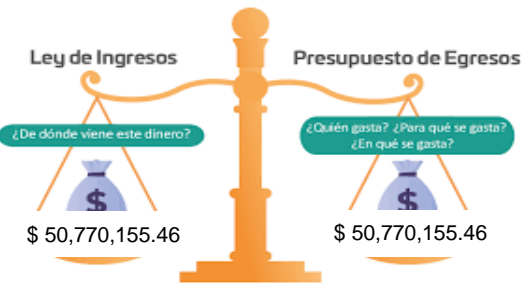 Ley de Ingresos
Presupuesto de Egresos
¿De dónde viene este dinero?
¿Quién gasta? ¿Para qué se gasta?
¿En qué se gasta?
$
$
$ 50,770,155.46
$ 50,770,155.46